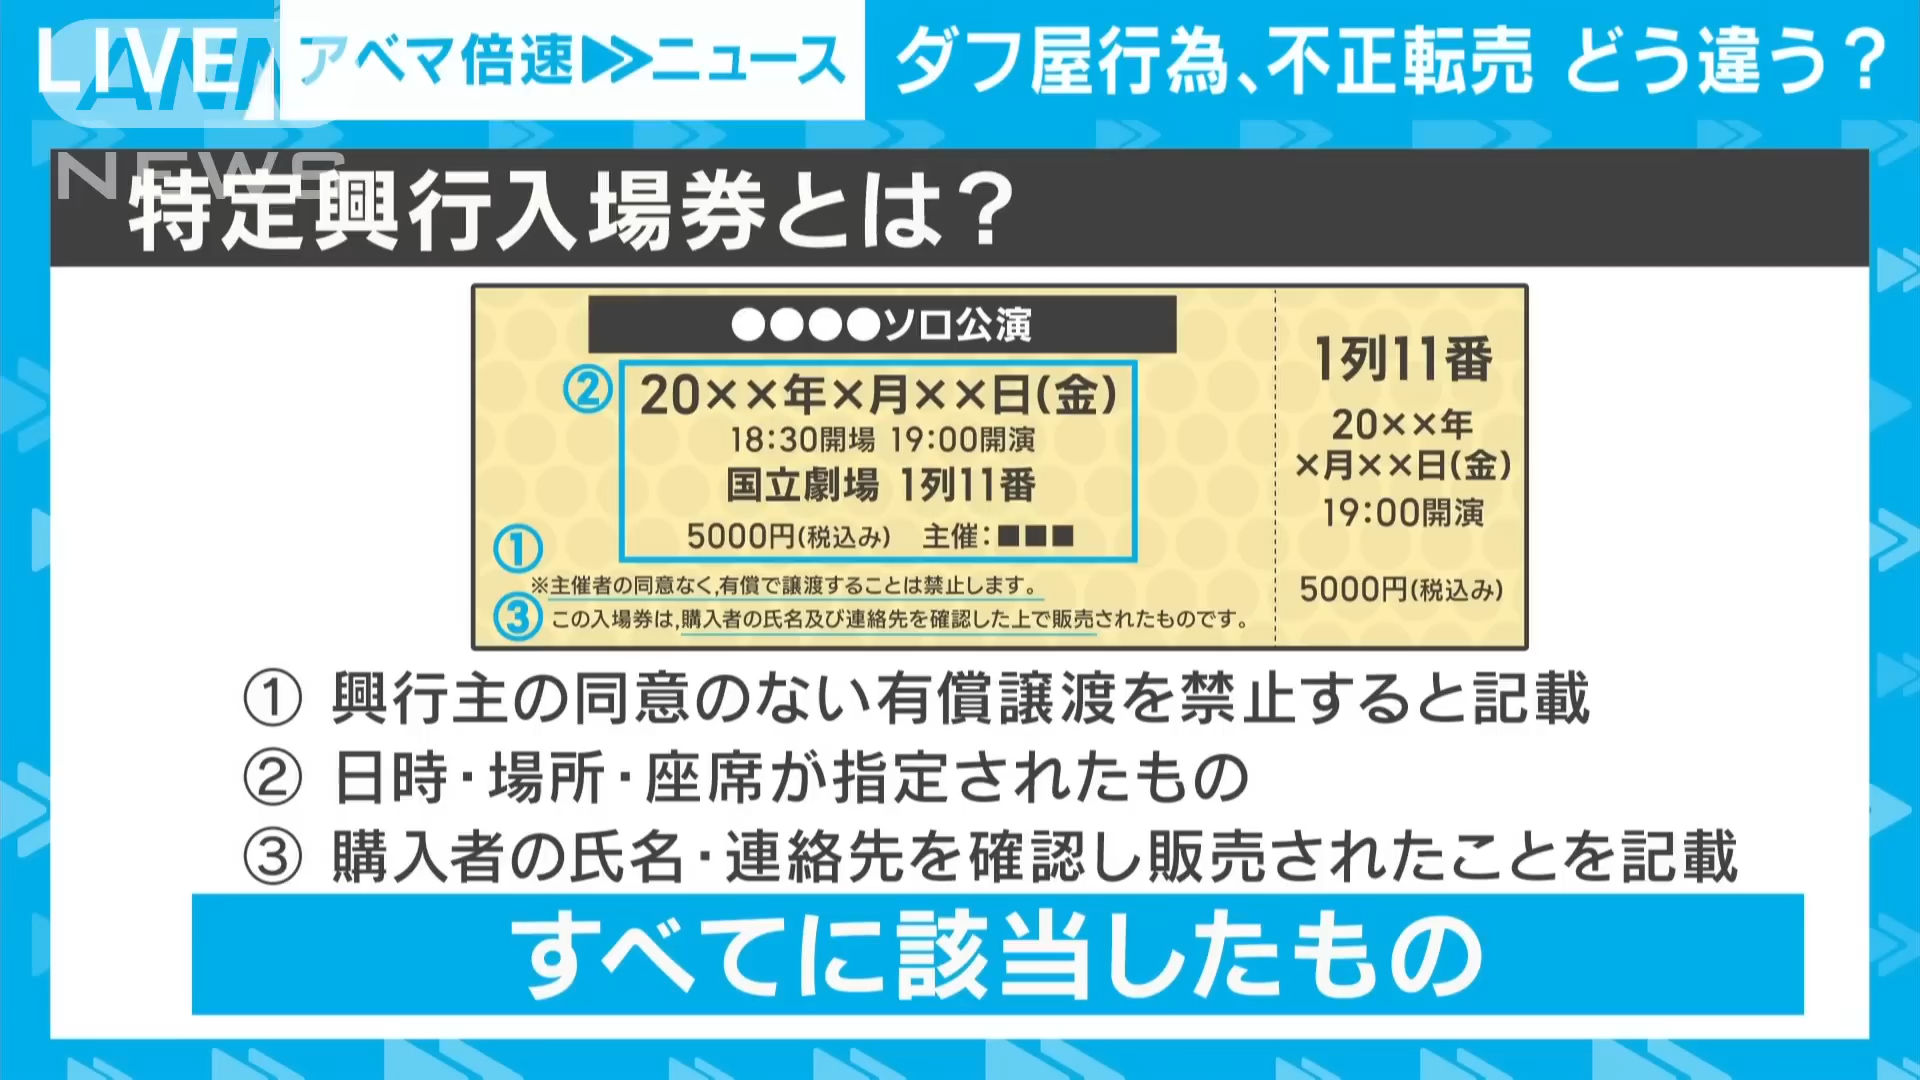 LIVE
ANN
NEWS
アベマ倍速 ニュース
ダフ屋行為、不正転売 どう違う？
特定興行入場券とは？
●●●●ソロ公演
②
20××年×月××日(金)
18:30開場 19:00開演
国立劇場 1列11番
5000円(税込み) 主催:■■■
①
※主催者の同意なく,有償で譲渡することは禁止します。
③
この入場券は,購入者の氏名及び連絡先を確認した上で販売されたものです。
1列11番
20××年
×月××日(金)
19:00開演
5000円(税込み)
① 興行主の同意のない有償譲渡を禁止すると記載
② 日時・場所・座席が指定されたもの
③ 購入者の氏名・連絡先を確認し販売されたことを記載
すべてに該当したもの